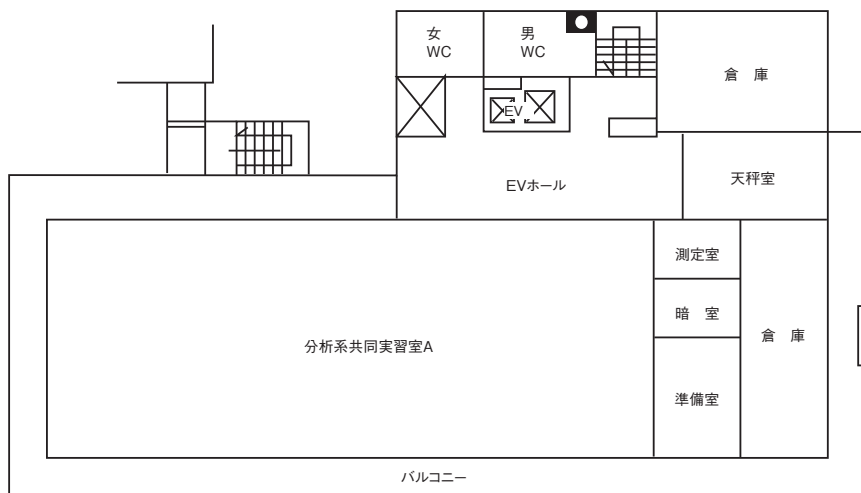 女
WC
男
WC
倉　庫
EV
EVホール
天秤室
測定室
暗　室
倉　庫
分析系共同実習室A
準備室
バルコニー